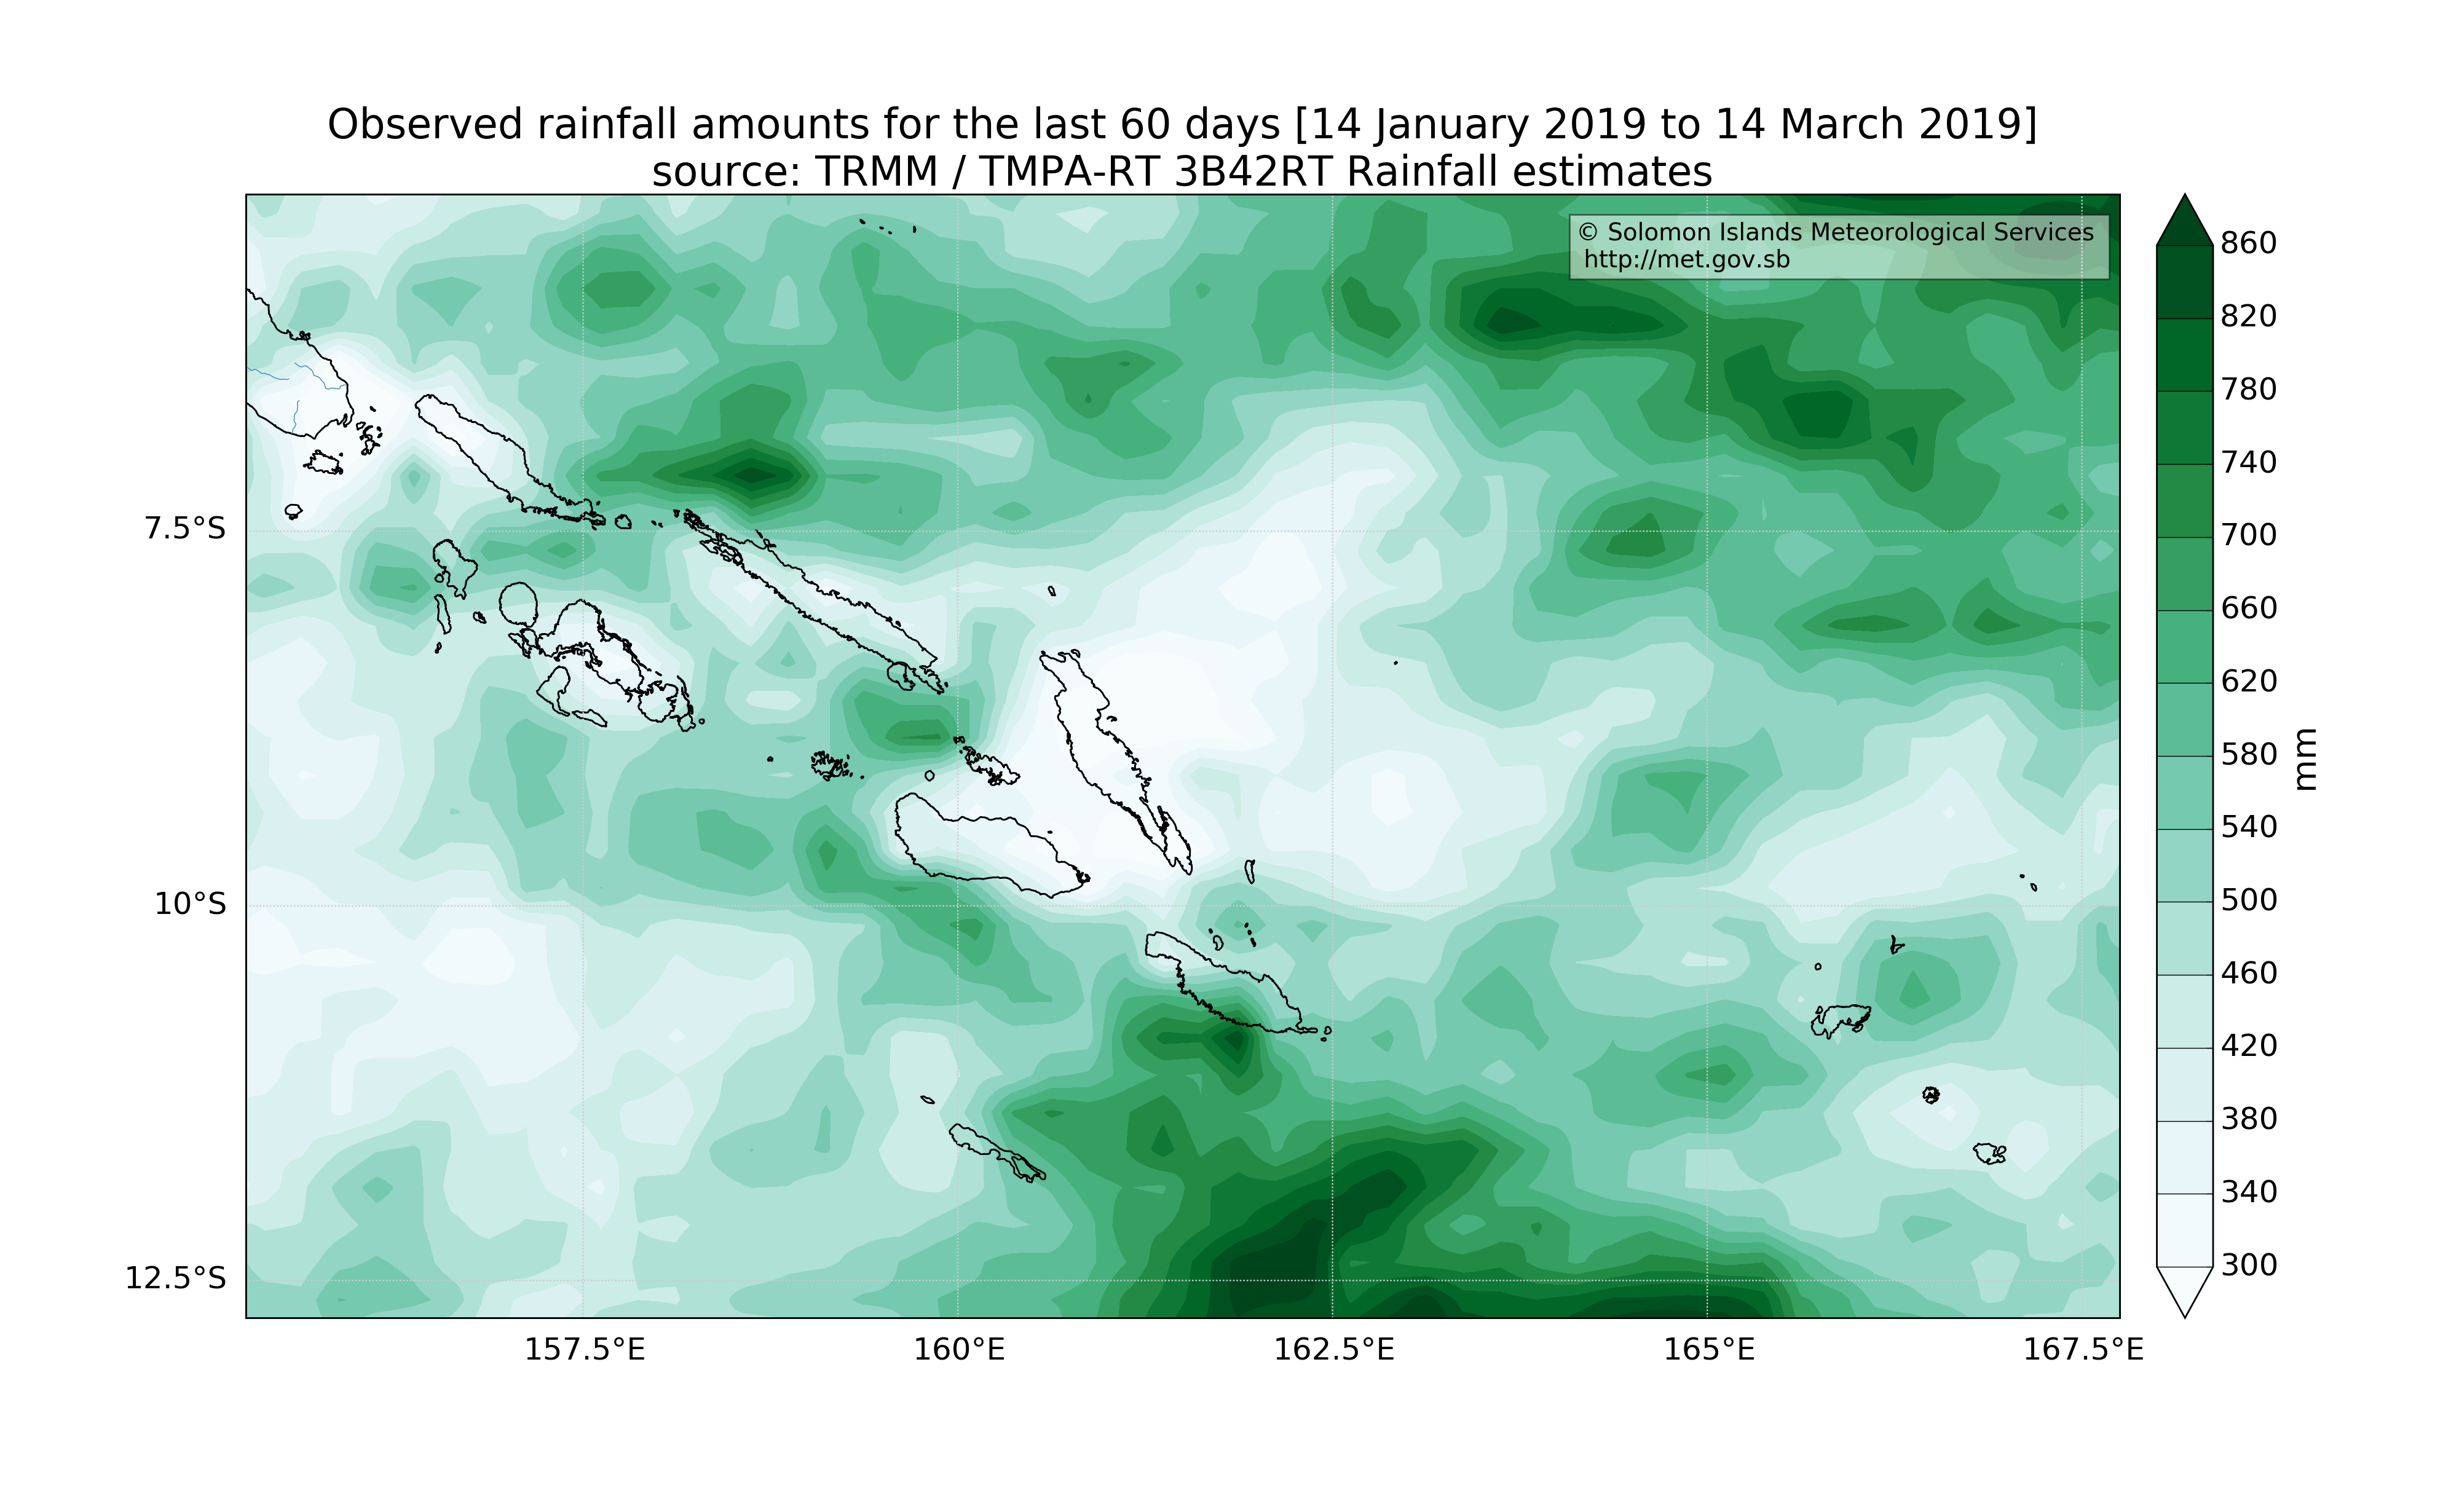 Observed rainfall amounts for the last 60 days [14 January 2019 to 14 March 2019]
source: TRMM / TMPA-RT 3B42RT Rainfall estimates
© Solomon Islands Meteorological Services
http://met.gov.sb
7.5°S
10°S
12.5°S
157.5°E
160°E
162.5°E
165°E
167.5°E
860
820
780
740
700
660
620
580
540
500
460
420
380
340
300
mm